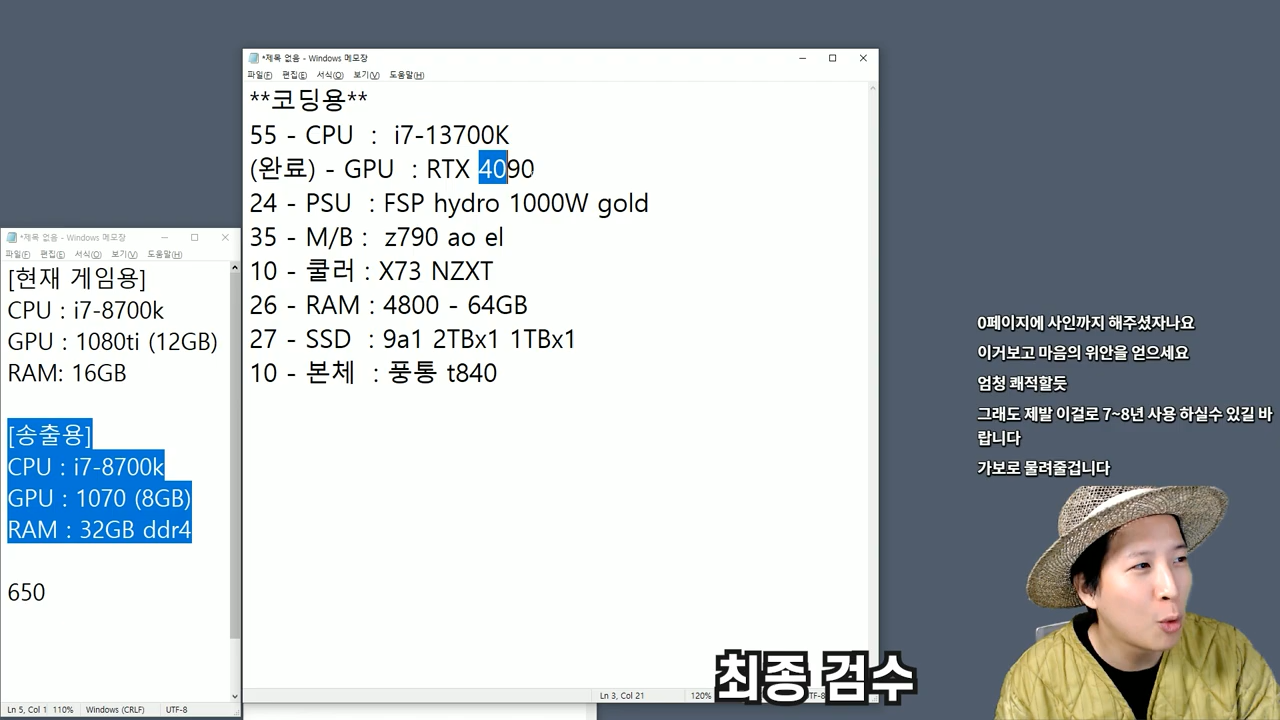 *제목 없음 - Windows 메모장
파일(F) 편집(E) 서식(O) 보기(V) 도움말(H)
**코딩용**
55 - CPU : i7-13700K
(완료) - GPU : RTX 4090
24 - PSU : FSP hydro 1000W gold
35 - M/B : z790 ao el
10 - 쿨러 : X73 NZXT
26 - RAM : 4800 - 64GB
27 - SSD : 9a1 2TBx1 1TBx1
10 - 본체 : 풍통 t840
Ln 3, Col 21 120% UTF-8
*제목 없음 - Windows 메모장
파일(F) 편집(E) 서식(O) 보기(V) 도움말(H)
[현재 게임용]
CPU : i7-8700k
GPU : 1080ti (12GB)
RAM: 16GB
[송출용]
CPU : i7-8700k
GPU : 1070 (8GB)
RAM : 32GB ddr4
650
Ln 5, Col 1 110% Windows (CRLF) UTF-8
0페이지에 사인까지 해주셨자나요
이거보고 마음의 위안을 얻으세요
엄청 쾌적할듯
그래도 제발 이걸로 7~8년 사용 하실수 있길 바
랍니다
가보로 물려줄겁니다
최종 검수